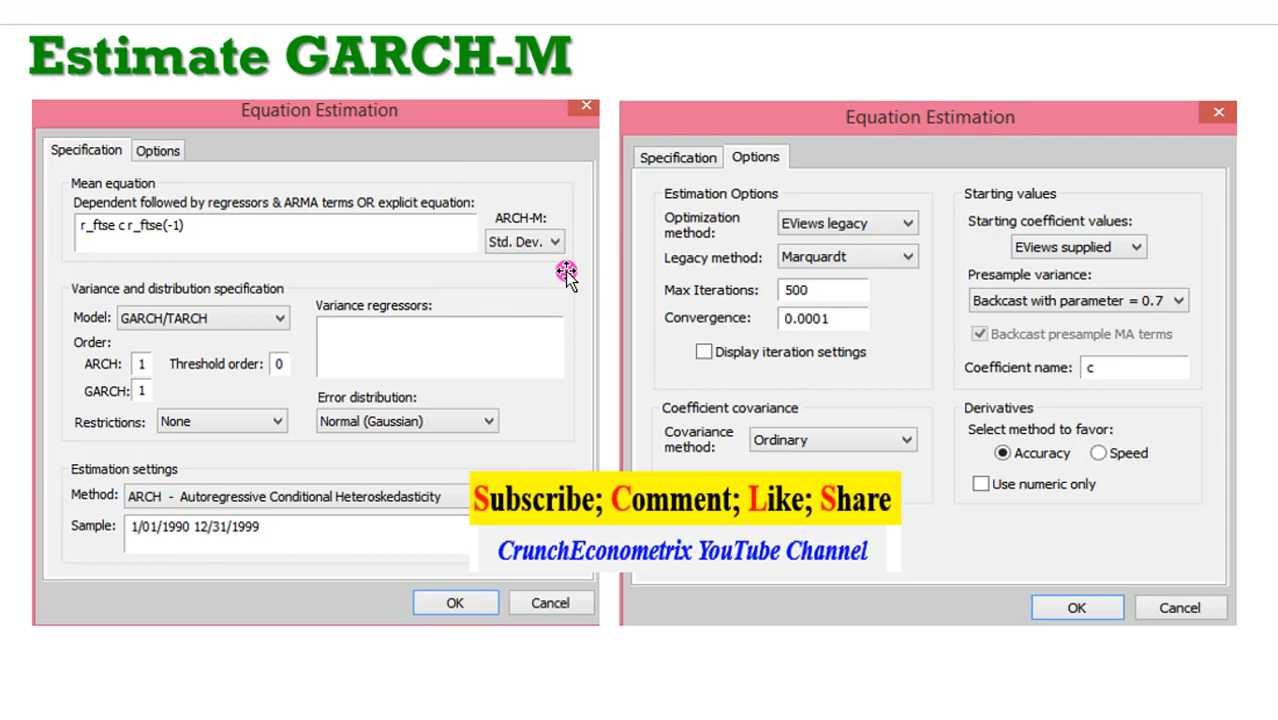 Estimate GARCH-M
Equation Estimation
Specification
Options
Mean equation
Dependent followed by regressors & ARMA terms OR explicit equation:
r_ftse c r_ftse(-1)
ARCH-M:
Std. Dev.
Variance and distribution specification
Model: GARCH/TARCH
Variance regressors:
Order:
ARCH: 1 Threshold order: 0
GARCH: 1
Error distribution:
Restrictions: None
Normal (Gaussian)
Estimation settings
Method: ARCH - Autoregressive Conditional Heteroskedasticity
Sample: 1/01/1990 12/31/1999
OK
Cancel
Equation Estimation
Specification
Options
Estimation Options
Optimization
method:
EViews legacy
Legacy method: Marquardt
Max Iterations: 500
Convergence: 0.0001
Display iteration settings
Starting values
Starting coefficient values:
EViews supplied
Presample variance:
Backcast with parameter = 0.7
Backcast presample MA terms
Coefficient name: c
Coefficient covariance
Covariance
method:
Ordinary
Derivatives
Select method to favor:
Accuracy
Speed
Use numeric only
OK
Cancel
Subscribe; Comment; Like; Share
CrunchEconometrix YouTube Channel